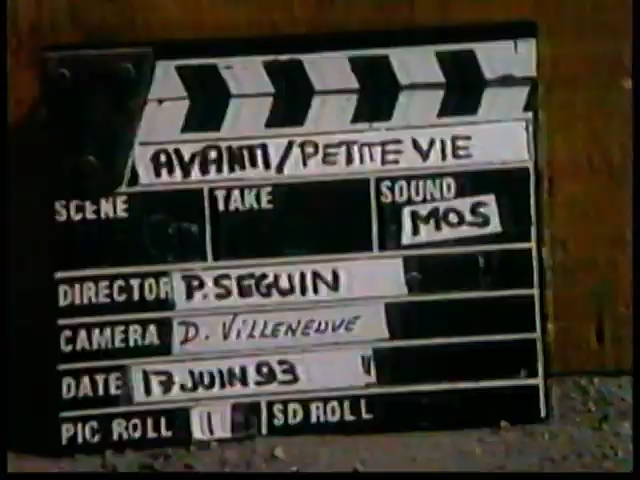 AVANTI/PETITE VIE
SCENE TAKE SOUND
MOS
DIRECTOR P.SEGUIN
CAMERA D. VILLENEUVE
DATE 17 JUIN 93
PIC ROLL SD ROLL